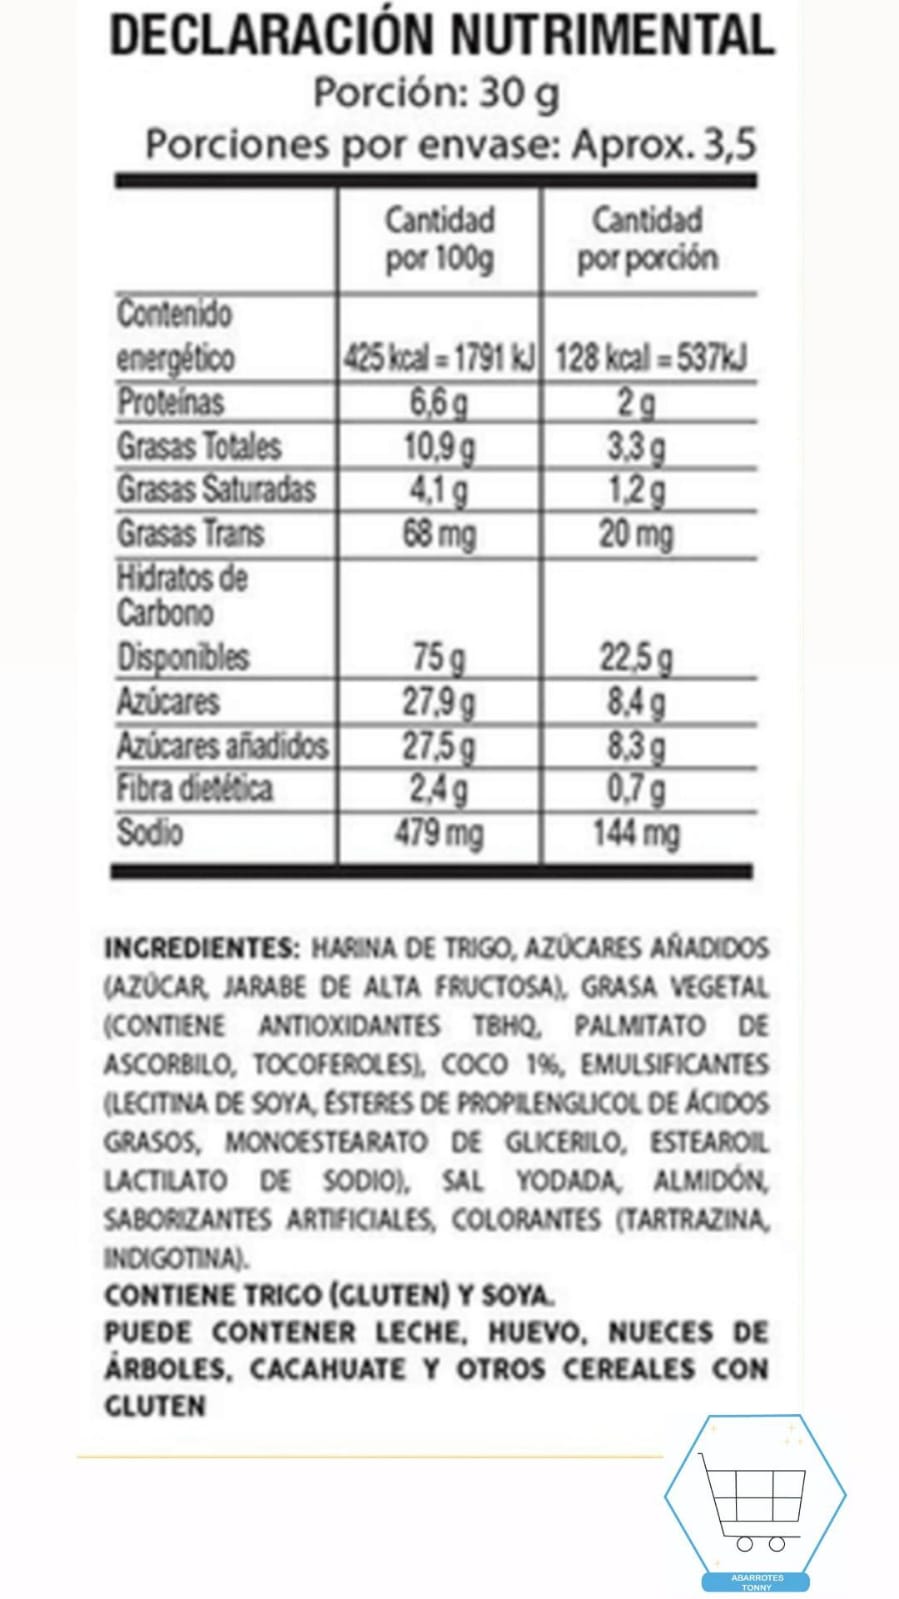 DECLARACIÓN NUTRIMENTAL
Porción: 30 g
Porciones por envase: Aprox. 3,5
Cantidad por 100g Cantidad por porción
Contenido
energético 425 kcal = 1791 kJ 128 kcal = 537kJ
Proteínas 6,6 g 2 g
Grasas Totales 10,9 g 3,3 g
Grasas Saturadas 4,1 g 1,2 g
Grasas Trans 68 mg 20 mg
Hidratos de
Carbono
Disponibles 75 g 22,5 g
Azúcares 27,9 g 8,4 g
Azúcares añadidos 27,5 g 8,3 g
Fibra dietética 2,4 g 0,7 g
Sodio 479 mg 144 mg
INGREDIENTES: HARINA DE TRIGO, AZÚCARES AÑADIDOS
(AZÚCAR, JARABE DE ALTA FRUCTOSA), GRASA VEGETAL
(CONTIENE ANTIOXIDANTES TBHQ, PALMITATO DE
ASCORBILO, TOCOFEROLES), COCO 1%, EMULSIFICANTES
(LECITINA DE SOYA, ÉSTERES DE PROPILENGLICOL DE ÁCIDOS
GRASOS, MONOESTEARATO DE GLICERILO, ESTEAROIL
LACTILATO DE SODIO), SAL YODADA, ALMIDÓN,
SABORIZANTES ARTIFICIALES, COLORANTES (TARTRAZINA,
INDIGOTINA).
CONTIENE TRIGO (GLUTEN) Y SOYA.
PUEDE CONTENER LECHE, HUEVO, NUECES DE
ÁRBOLES, CACAHUATE Y OTROS CEREALES CON
GLUTEN
ABARROTES
TONNY